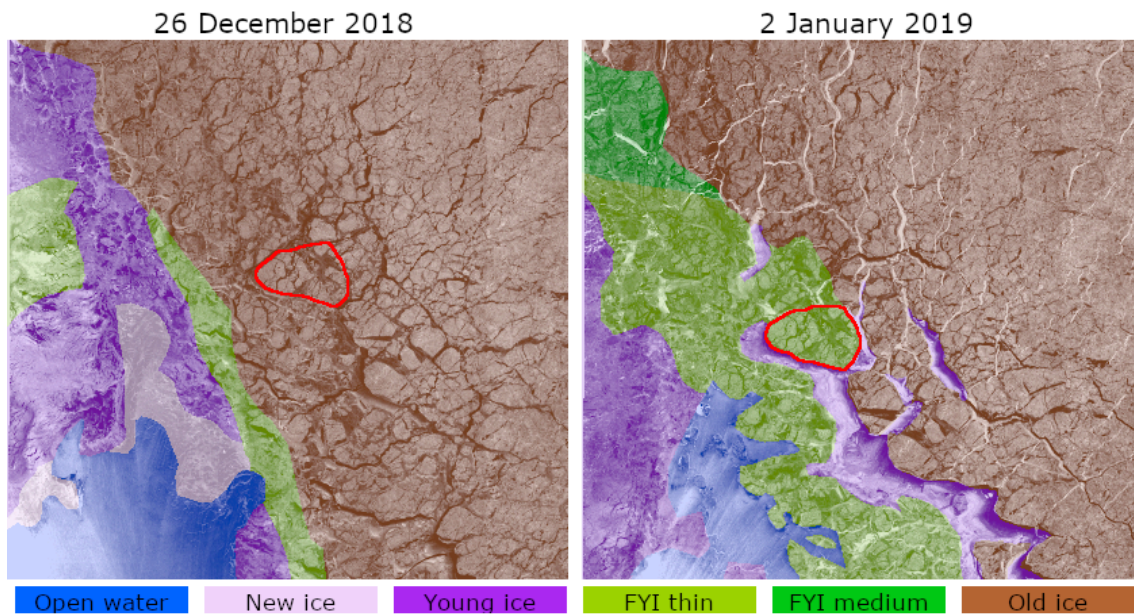 26 December 2018
2 January 2019
Open water
New ice
Young ice
FYI thin
FYI medium
Old ice